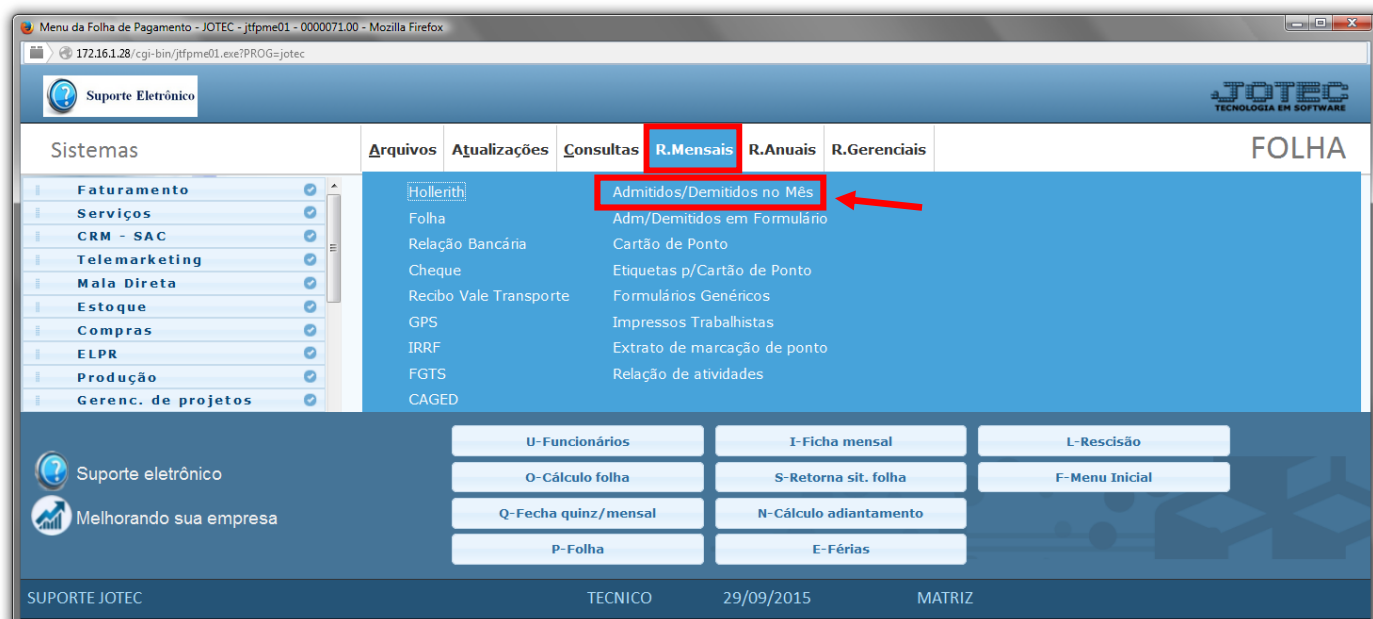 Menu da Folha de Pagamento - JOTEC - jtfpme01 - 0000071.00 - Mozilla Firefox
172.16.1.28/cgi-bin/jtfpme01.exe?PROG=jotec
Suporte Eletrônico
JOTEC
TECNOLOGIA EM SOFTWARE
Sistemas
Arquivos Atualizações Consultas R.Mensais R.Anuais R.Gerenciais
FOLHA
Faturamento
Serviços
CRM - SAC
Telemarketing
Mala Direta
Estoque
Compras
ELPR
Produção
Gerenc. de projetos
Hollerith
Folha
Relação Bancária
Cheque
Recibo Vale Transporte
GPS
IRRF
FGTS
CAGED
Admitidos/Demitidos no Mês
Adm/Demitidos em Formulário
Cartão de Ponto
Etiquetas p/Cartão de Ponto
Formulários Genéricos
Impressos Trabalhistas
Extrato de marcação de ponto
Relação de atividades
Suporte eletrônico
Melhorando sua empresa
U-Funcionários
I-Ficha mensal
L-Rescisão
O-Cálculo folha
S-Retorna sit. folha
F-Menu Inicial
Q-Fecha quinz/mensal
N-Cálculo adiantamento
P-Folha
E-Férias
SUPORTE JOTEC TECNICO 29/09/2015 MATRIZ